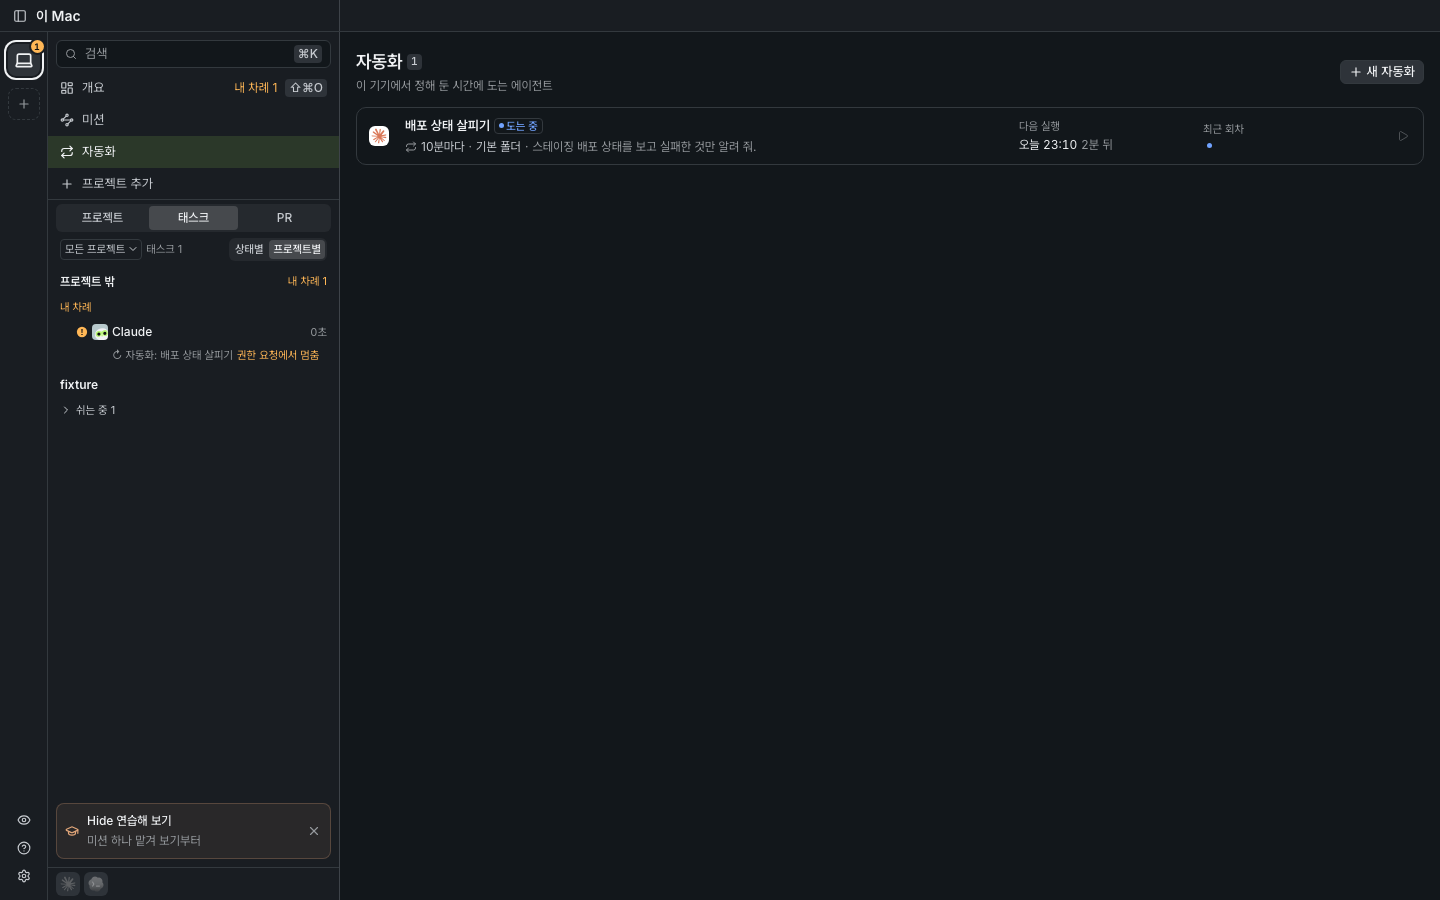 이 Mac
1
검색 ⌘K
개요 내 차례 1 ⇧⌘O
미션
자동화
프로젝트 추가
프로젝트 태스크 PR
모든 프로젝트 태스크 1 상태별 프로젝트별
프로젝트 밖 내 차례 1
내 차례
Claude 0초
자동화: 배포 상태 살피기 권한 요청에서 멈춤
fixture
쉬는 중 1
Hide 연습해 보기
미션 하나 맡겨 보기부터
자동화 1
이 기기에서 정해 둔 시간에 도는 에이전트
새 자동화
배포 상태 살피기 도는 중
10분마다 · 기본 폴더 · 스테이징 배포 상태를 보고 실패한 것만 알려 줘.
다음 실행
오늘 23:10 2분 뒤
최근 회차